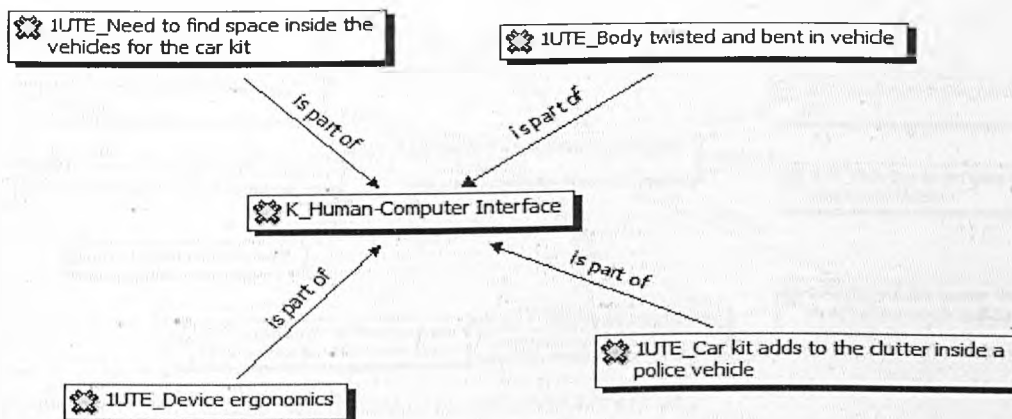 1UTE_Need to find space inside the
vehicles for the car kit
1UTE_Body twisted and bent in vehicle
is part of
is part of
K_Human-Computer Interface
is part of
is part of
1UTE_Car kit adds to the clutter inside a
police vehicle
1UTE_Device ergonomics